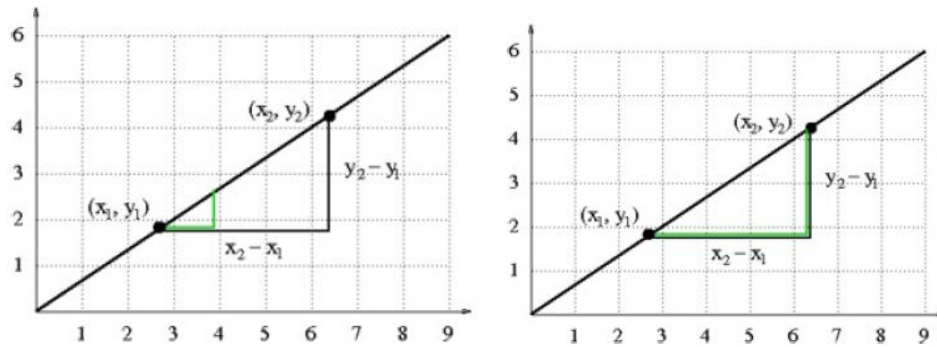 6
5
(x₂, y₂)
4
3
y₂ – y₁
(x₁, y₁)
2
x₂ – x₁
1
1 2 3 4 5 6 7 8 9
6
5
(x₂, y₂)
4
3
y₂ – y₁
(x₁, y₁)
2
x₂ – x₁
1
1 2 3 4 5 6 7 8 9